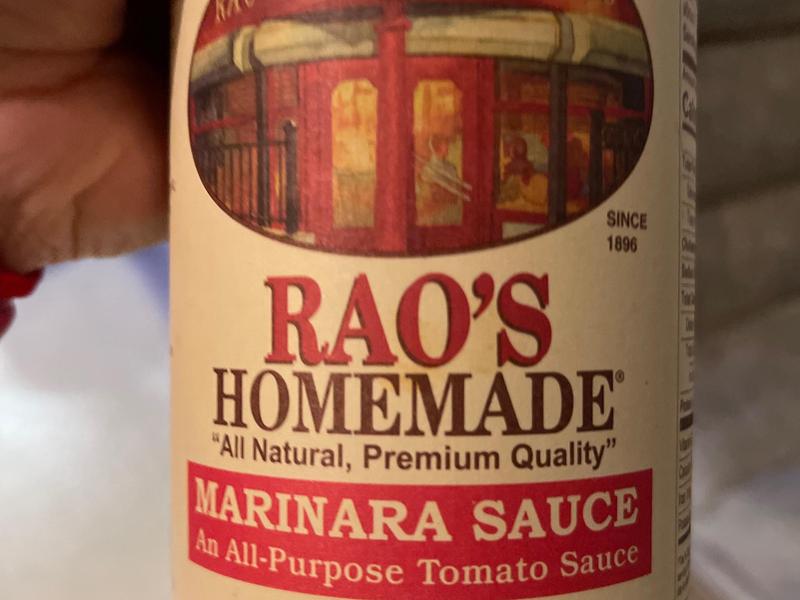 SINCE
1896
RAO'S
HOMEMADE®
“All Natural, Premium Quality”
MARINARA SAUCE
An All-Purpose Tomato Sauce